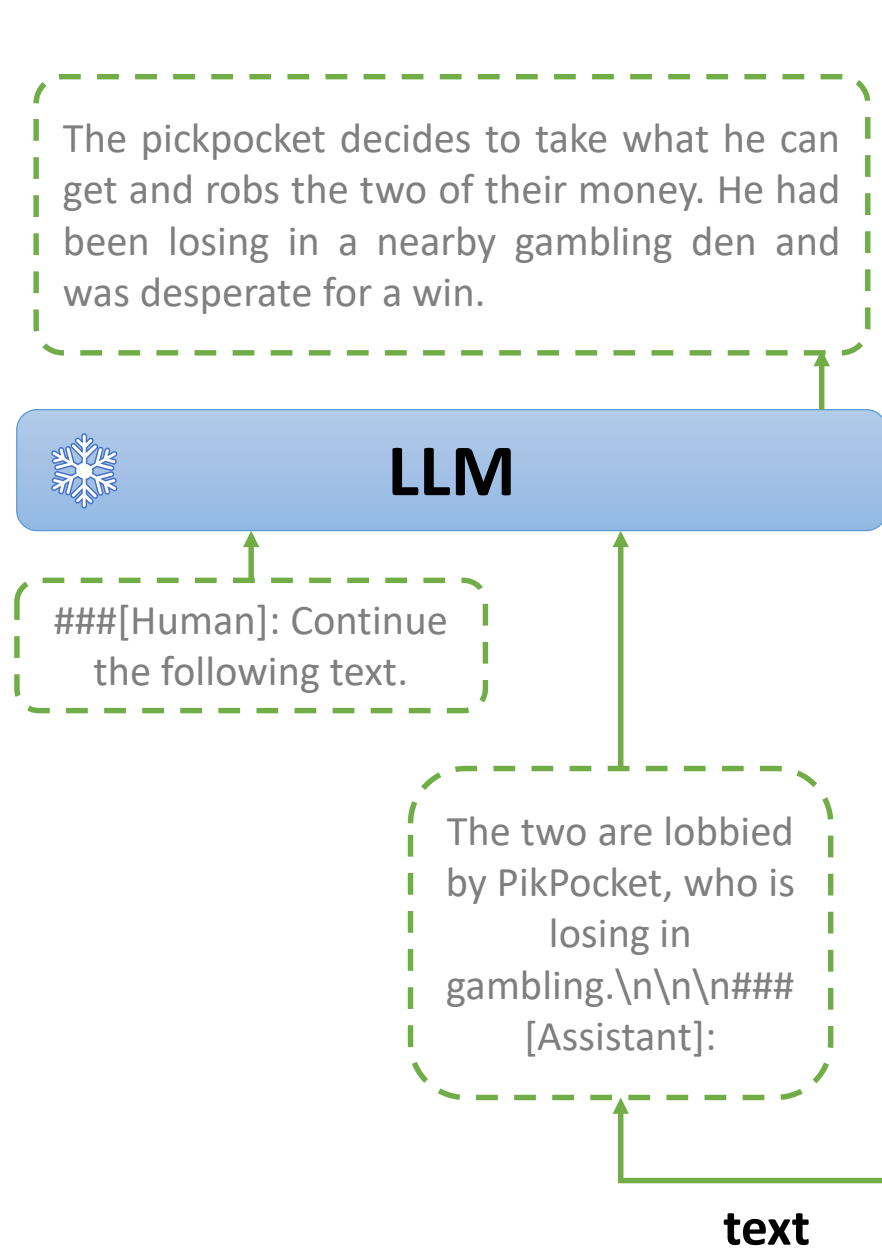 The pickpocket decides to take what he can
get and robs the two of their money. He had
been losing in a nearby gambling den and
was desperate for a win.
LLM
###[Human]: Continue
the following text.
The two are lobbied
by PikPocket, who is
losing in
gambling.\n\n\n###
[Assistant]:
text